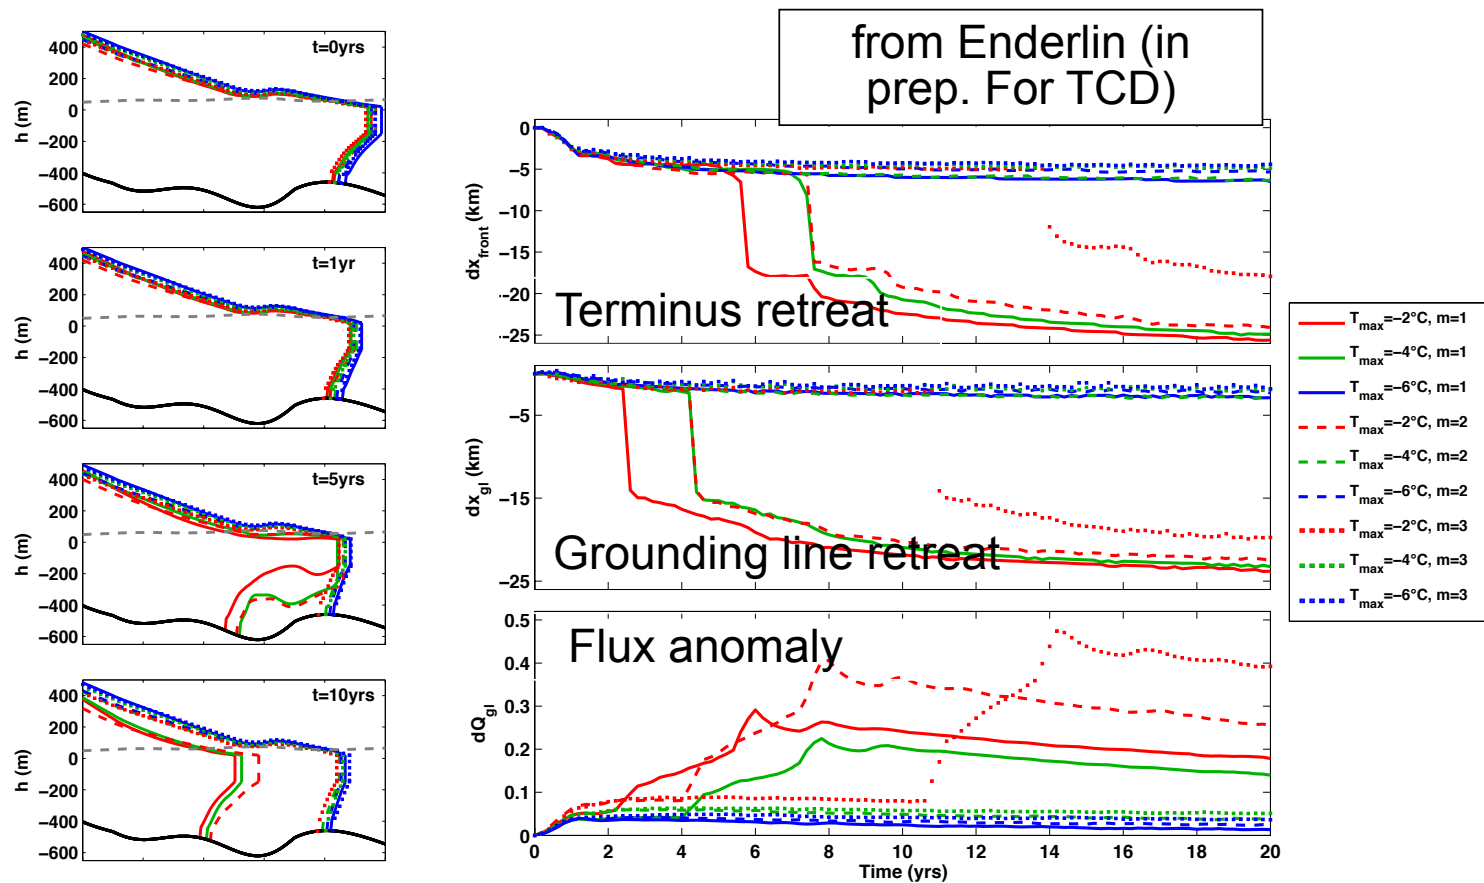 from Enderlin (in
prep. For TCD)
t=0yrs
h (m)
400
200
0
−200
−400
−600
t=1yr
h (m)
400
200
0
−200
−400
−600
t=5yrs
h (m)
400
200
0
−200
−400
−600
t=10yrs
h (m)
400
200
0
−200
−400
−600
Terminus retreat
dx_front (km)
0
−5
−10
−15
−20
−25
Grounding line retreat
dx_gl (km)
−5
−15
−25
Flux anomaly
dQ_gl
0.5
0.4
0.3
0.2
0.1
0
0 2 4 6 8 10 12 14 16 18 20
Time (yrs)
T_max=−2°C, m=1
T_max=−4°C, m=1
T_max=−6°C, m=1
T_max=−2°C, m=2
T_max=−4°C, m=2
T_max=−6°C, m=2
T_max=−2°C, m=3
T_max=−4°C, m=3
T_max=−6°C, m=3